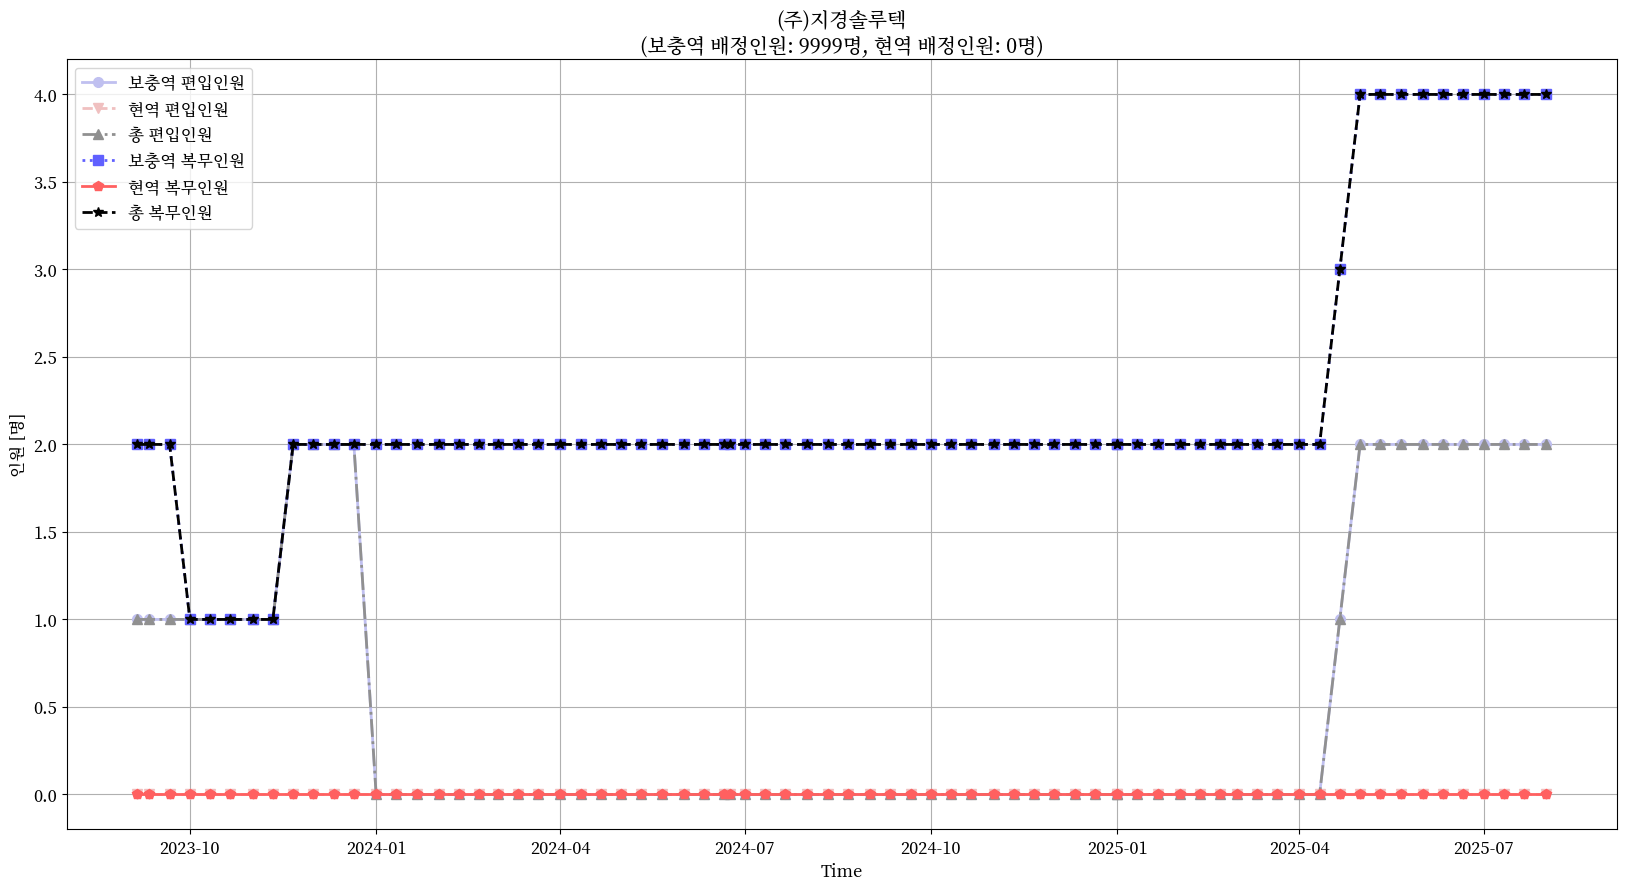 (주)지경솔루텍
(보충역 배정인원: 9999명, 현역 배정인원: 0명)
보충역 편입인원
현역 편입인원
총 편입인원
보충역 복무인원
현역 복무인원
총 복무인원
4.0
3.5
3.0
2.5
2.0
1.5
1.0
0.5
0.0
인원 [명]
2023-10 2024-01 2024-04 2024-07 2024-10 2025-01 2025-04 2025-07
Time